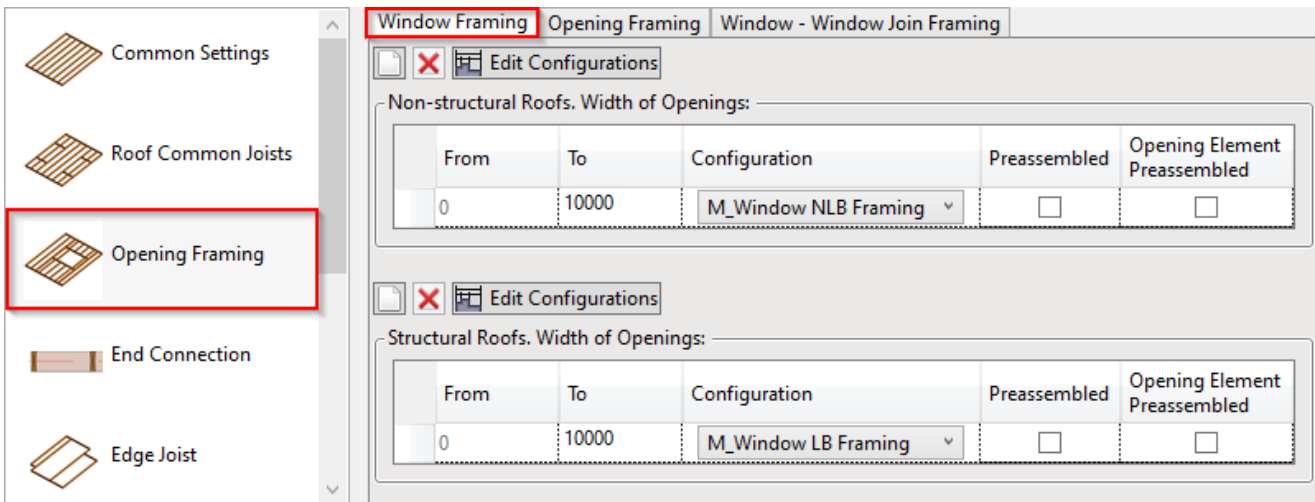 Common Settings
Roof Common Joists
Opening Framing
End Connection
Edge Joist
Window Framing Opening Framing Window - Window Join Framing
Edit Configurations
Non-structural Roofs. Width of Openings:
From To Configuration Preassembled Opening Element
Preassembled
0 10000 M_Window NLB Framing
Edit Configurations
Structural Roofs. Width of Openings:
From To Configuration Preassembled Opening Element
Preassembled
0 10000 M_Window LB Framing